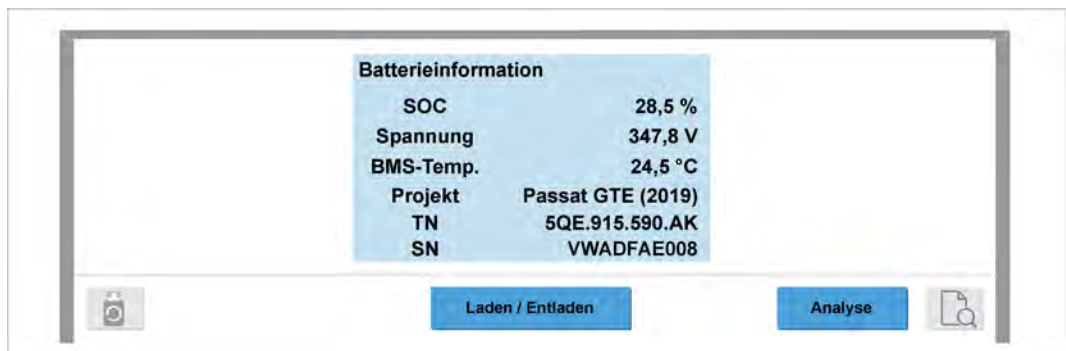 Batterieinformation
SOC 28,5 %
Spannung 347,8 V
BMS-Temp. 24,5 °C
Projekt Passat GTE (2019)
TN 5QE.915.590.AK
SN VWADFAE008
Laden / Entladen Analyse